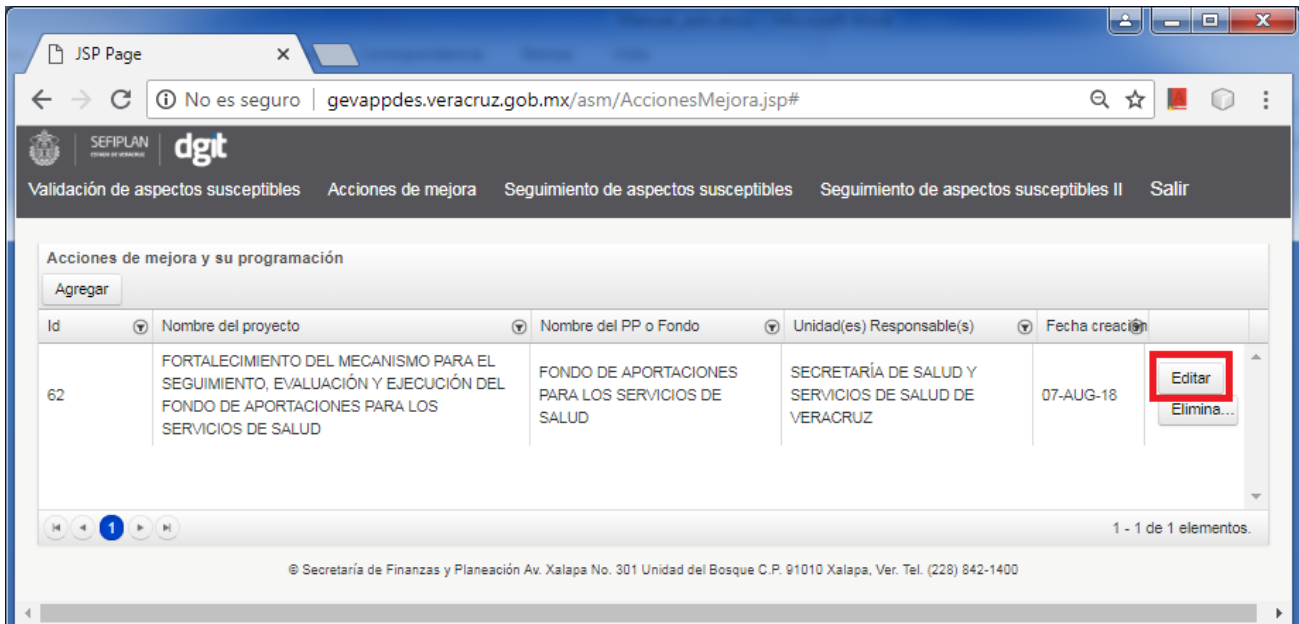 JSP Page
No es seguro | gevappdes.veracruz.gob.mx/asm/AccionesMejora.jsp#
SEFIPLAN
dgit
Validación de aspectos susceptibles Acciones de mejora Seguimiento de aspectos susceptibles Seguimiento de aspectos susceptibles II Salir
Acciones de mejora y su programación
Agregar
Id Nombre del proyecto Nombre del PP o Fondo Unidad(es) Responsable(s) Fecha creación
62
FORTALECIMIENTO DEL MECANISMO PARA EL
SEGUIMIENTO, EVALUACIÓN Y EJECUCIÓN DEL
FONDO DE APORTACIONES PARA LOS
SERVICIOS DE SALUD
FONDO DE APORTACIONES
PARA LOS SERVICIOS DE
SALUD
SECRETARÍA DE SALUD Y
SERVICIOS DE SALUD DE
VERACRUZ
07-AUG-18
Editar
Elimina...
1
1 - 1 de 1 elementos.
© Secretaría de Finanzas y Planeación Av. Xalapa No. 301 Unidad del Bosque C.P. 91010 Xalapa, Ver. Tel. (228) 842-1400